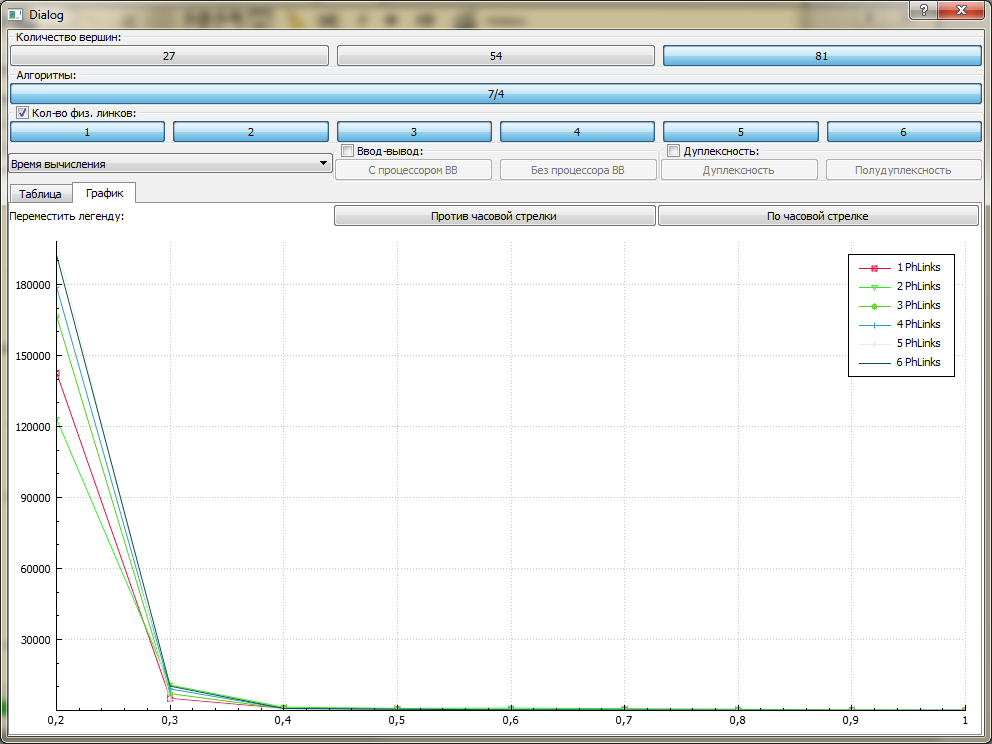 Dialog
Количество вершин:
27 54 81
Алгоритмы:
7/4
Кол-во физ. линков:
1 2 3 4 5 6
Время вычисления Ввод-вывод: Дуплексность:
С процессором ВВ Без процессора ВВ Дуплексность Полудуплексность
Таблица График
Переместить легенду: Против часовой стрелки По часовой стрелке
1 PhLinks
2 PhLinks
3 PhLinks
4 PhLinks
5 PhLinks
6 PhLinks
180000
150000
120000
90000
60000
30000
0,2 0,3 0,4 0,5 0,6 0,7 0,8 0,9 1